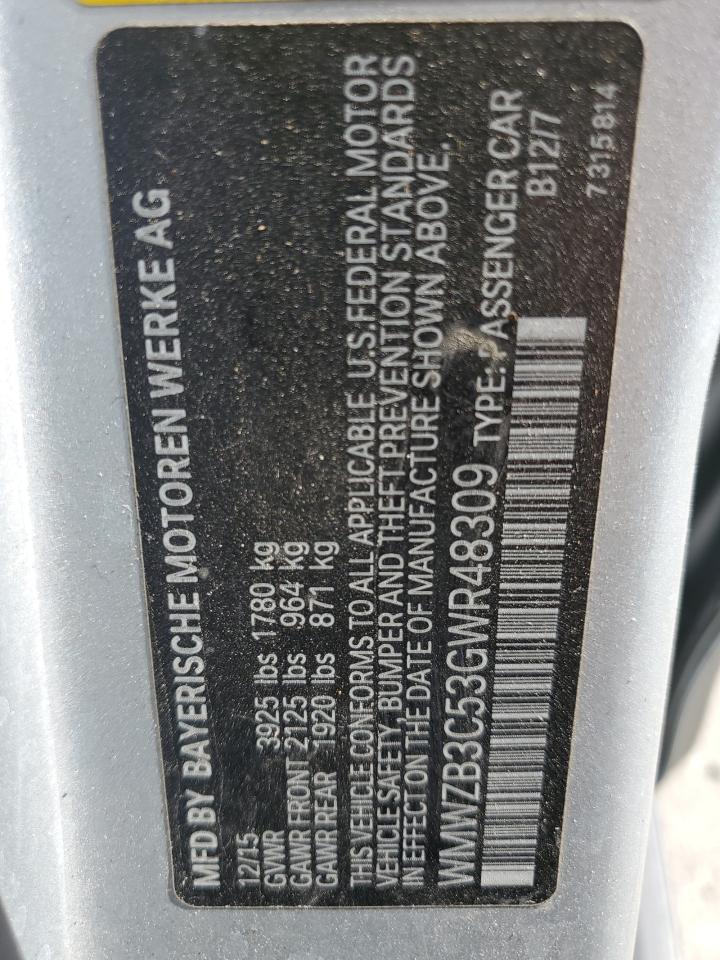 MFD BY BAYERISCHE MOTOREN WERKE AG
12/15
GVWR 3925 lbs 1780 kg
GAWR FRONT 2125 lbs 964 kg
GAWR REAR 1920 lbs 871 kg
THIS VEHICLE CONFORMS TO ALL APPLICABLE U.S.FEDERAL MOTOR
VEHICLE SAFETY, BUMPER AND THEFT PREVENTION STANDARDS
IN EFFECT ON THE DATE OF MANUFACTURE SHOWN ABOVE.
WMWZB3C53GWR48309 TYPE: PASSENGER CAR
B12/7
7315814